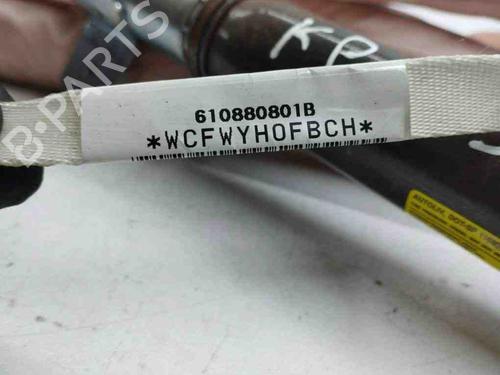 B-PARTS
KP
610880801B
*WCFWYHOFBCH*
AUTOLIV,